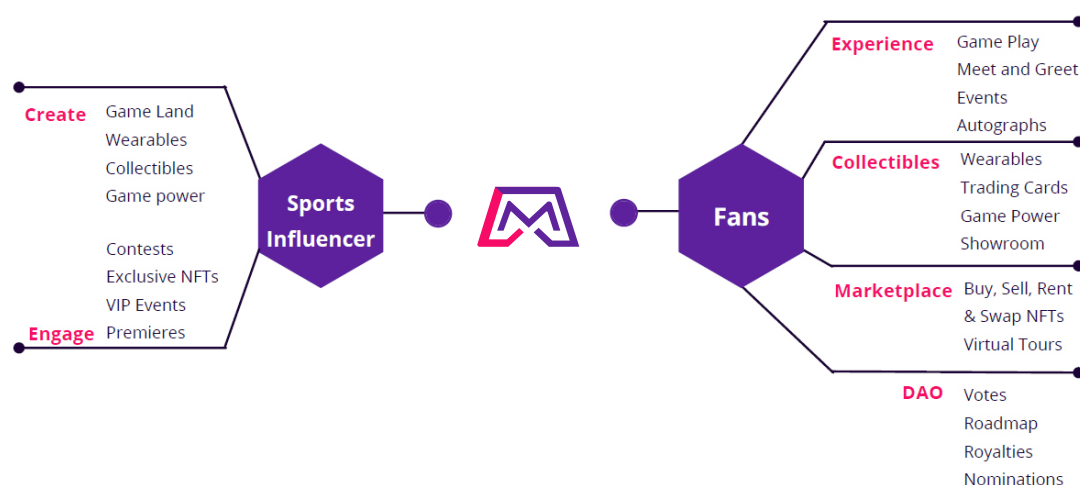 Create
Game Land
Wearables
Collectibles
Game power
Contests
Exclusive NFTs
VIP Events
Engage
Premieres
Sports
Influencer
Fans
Experience
Game Play
Meet and Greet
Events
Autographs
Collectibles
Wearables
Trading Cards
Game Power
Showroom
Marketplace
Buy, Sell, Rent
& Swap NFTs
Virtual Tours
DAO
Votes
Roadmap
Royalties
Nominations